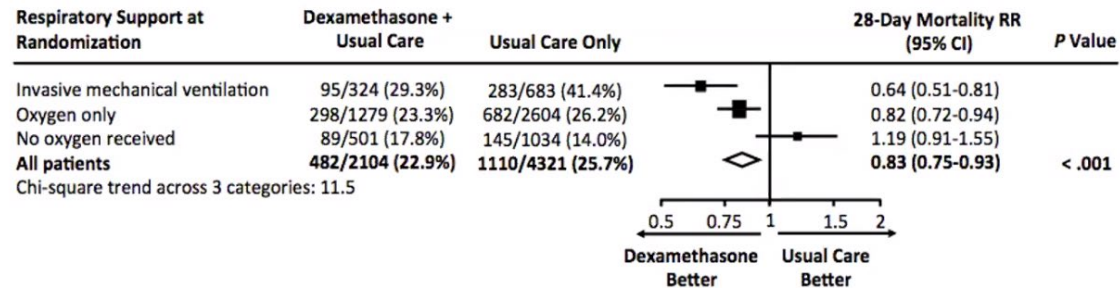 Respiratory Support at Randomization Dexamethasone + Usual Care Usual Care Only 28-Day Mortality RR (95% CI) P Value
Invasive mechanical ventilation 95/324 (29.3%) 283/683 (41.4%) 0.64 (0.51-0.81)
Oxygen only 298/1279 (23.3%) 682/2604 (26.2%) 0.82 (0.72-0.94)
No oxygen received 89/501 (17.8%) 145/1034 (14.0%) 1.19 (0.91-1.55)
All patients 482/2104 (22.9%) 1110/4321 (25.7%) 0.83 (0.75-0.93) < .001
Chi-square trend across 3 categories: 11.5
0.5 0.75 1 1.5 2
Dexamethasone Better Usual Care Better